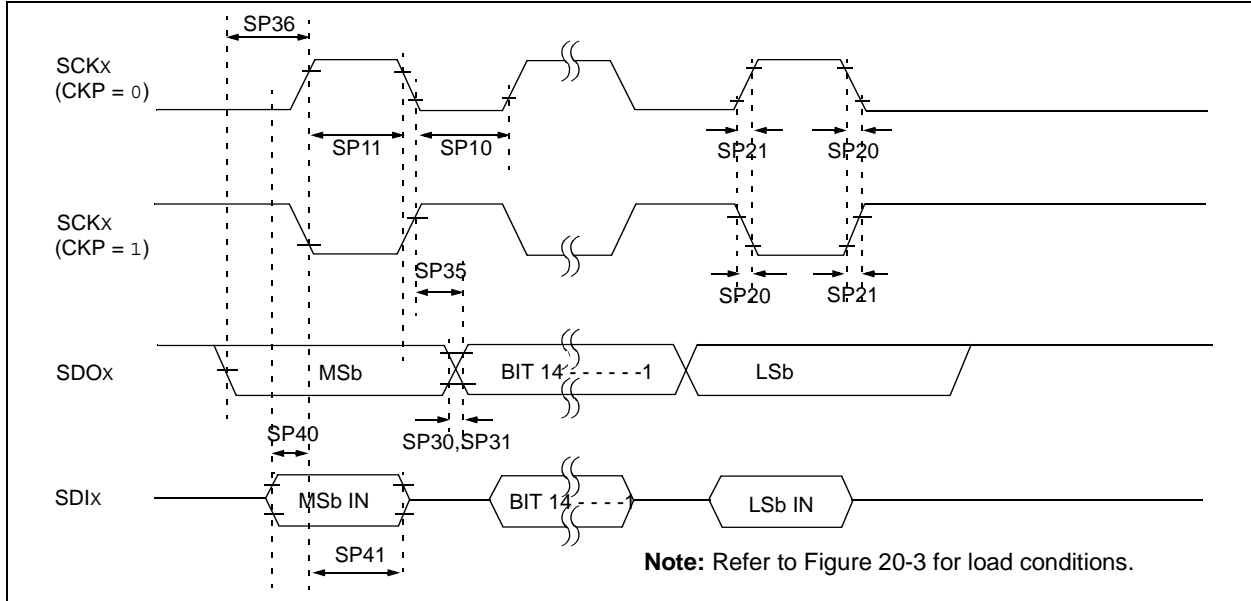 SP36
SCKX
(CKP = 0)
SP11
SP10
SP21
SP20
SCKX
(CKP = 1)
SP35
SP20
SP21
SDOX
MSb
BIT 14 - - - - - -1
LSb
SP40
SP30,SP31
SDIX
MSb IN
BIT 14 - - - -1
LSb IN
SP41
Note: Refer to Figure 20-3 for load conditions.